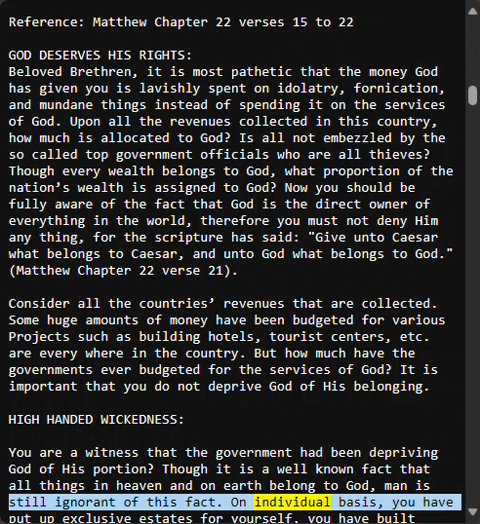 Reference: Matthew Chapter 22 verses 15 to 22
GOD DESERVES HIS RIGHTS:
Beloved Brethren, it is most pathetic that the money God
has given you is lavishly spent on idolatry, fornication,
and mundane things instead of spending it on the services
of God. Upon all the revenues collected in this country,
how much is allocated to God? Is all not embezzled by the
so called top government officials who are all thieves?
Though every wealth belongs to God, what proportion of the
nation’s wealth is assigned to God? Now you should be
fully aware of the fact that God is the direct owner of
everything in the world, therefore you must not deny Him
any thing, for the scripture has said: "Give unto Caesar
what belongs to Caesar, and unto God what belongs to God."
(Matthew Chapter 22 verse 21).
Consider all the countries’ revenues that are collected.
Some huge amounts of money have been budgeted for various
Projects such as building hotels, tourist centers, etc.
are every where in the country. But how much have the
governments ever budgeted for the services of God? It is
important that you do not deprive God of His belonging.
HIGH HANDED WICKEDNESS:
You are a witness that the government had been depriving
God of His portion? Though it is a well known fact that
all things in heaven and on earth belong to God, man is
still ignorant of this fact. On individual basis, you have
put up exclusive estates for yourself, you have built